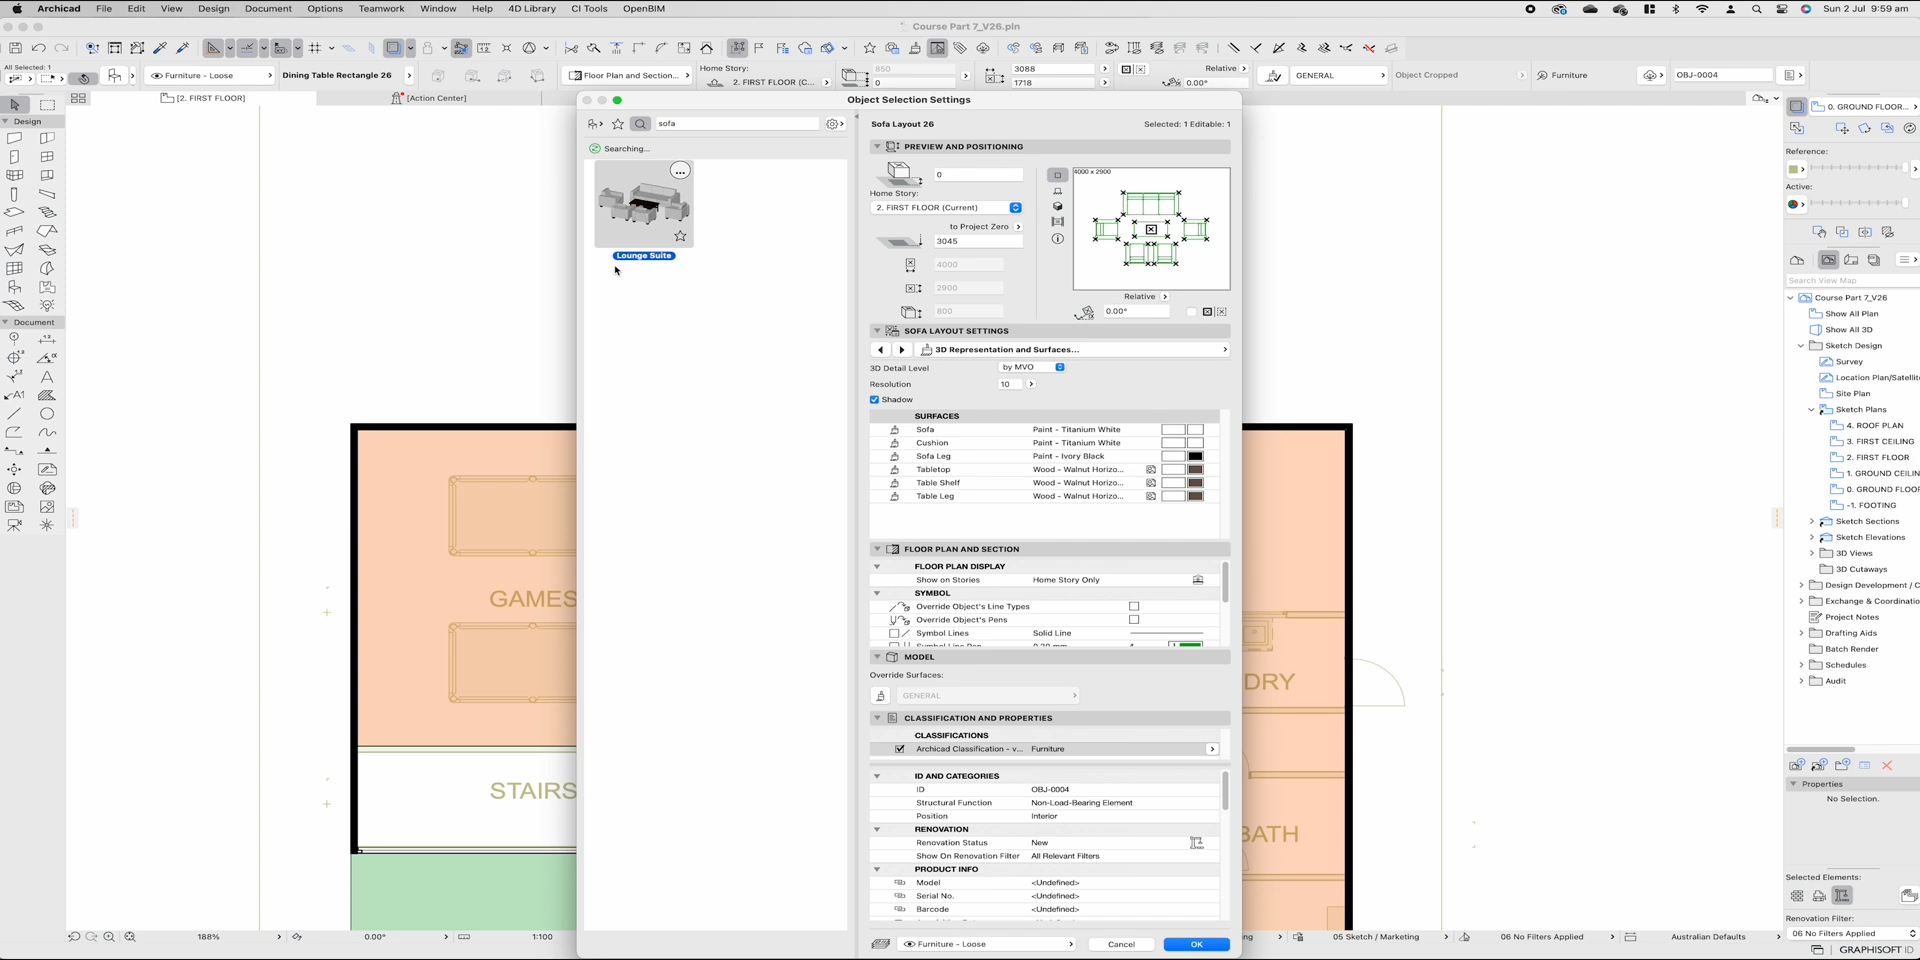 Archicad File Edit View Design Document Options Teamwork Window Help 4D Library CI Tools OpenBIM
Sun 2 Jul 9:59 am
Course Part 7_V26.pln
All Selected: 1
Furniture - Loose
Dining Table Rectangle 26
Floor Plan and Section...
Home Story:
2. FIRST FLOOR (C...
850
0
3088
1718
Relative
0.00°
GENERAL
Object Cropped
Furniture
OBJ-0004
[2. FIRST FLOOR]
[Action Center]
Design
Document
Object Selection Settings
sofa
Searching...
Lounge Suite
Sofa Layout 26
Selected: 1 Editable: 1
PREVIEW AND POSITIONING
0
Home Story:
2. FIRST FLOOR (Current)
to Project Zero
3045
4000
2900
800
4000 x 2900
Relative
0.00°
SOFA LAYOUT SETTINGS
3D Representation and Surfaces...
3D Detail Level by MVO
Resolution 10
Shadow
SURFACES
Sofa Paint - Titanium White
Cushion Paint - Titanium White
Sofa Leg Paint - Ivory Black
Tabletop Wood - Walnut Horizo...
Table Shelf Wood - Walnut Horizo...
Table Leg Wood - Walnut Horizo...
FLOOR PLAN AND SECTION
FLOOR PLAN DISPLAY
Show on Stories Home Story Only
SYMBOL
Override Object's Line Types
Override Object's Pens
Symbol Lines Solid Line
MODEL
Override Surfaces:
GENERAL
CLASSIFICATION AND PROPERTIES
CLASSIFICATIONS
Archicad Classification - v... Furniture
ID AND CATEGORIES
ID OBJ-0004
Structural Function Non-Load-Bearing Element
Position Interior
RENOVATION
Renovation Status New
Show On Renovation Filter All Relevant Filters
PRODUCT INFO
Model <Undefined>
Serial No. <Undefined>
Barcode <Undefined>
Furniture - Loose
Cancel
OK
GAMES
STAIRS
DRY
BATH
0. GROUND FLOOR...
Reference:
Active:
Search View Map
Course Part 7_V26
Show All Plan
Show All 3D
Sketch Design
Survey
Location Plan/Satellit
Site Plan
Sketch Plans
4. ROOF PLAN
3. FIRST CEILING
2. FIRST FLOOR
1. GROUND CEILIN
0. GROUND FLOO
-1. FOOTING
Sketch Sections
Sketch Elevations
3D Views
3D Cutaways
Design Development / C
Exchange & Coordinatio
Project Notes
Drafting Aids
Batch Render
Schedules
Audit
Properties
No Selection.
Selected Elements:
Renovation Filter:
06 No Filters Applied
188%
0.00°
1:100
ng
05 Sketch / Marketing
06 No Filters Applied
Australian Defaults
GRAPHISOFT ID